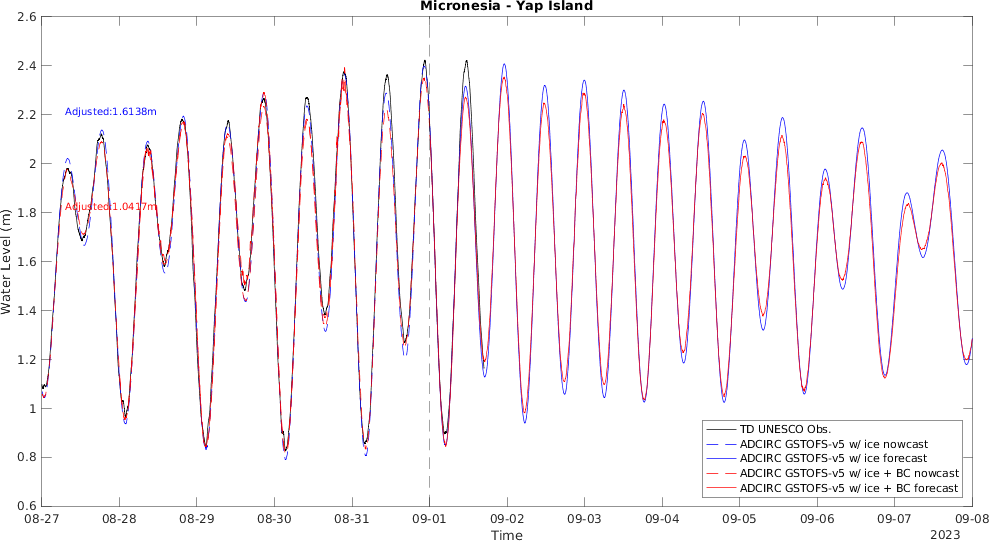 Micronesia - Yap Island
2.6
2.4
2.2
2
1.8
1.6
1.4
1.2
1
0.8
0.6
Water Level (m)
Adjusted:1.6138m
Adjusted:1.0417m
TD UNESCO Obs.
ADCIRC GSTOFS-v5 w/ ice nowcast
ADCIRC GSTOFS-v5 w/ ice forecast
ADCIRC GSTOFS-v5 w/ ice + BC nowcast
ADCIRC GSTOFS-v5 w/ ice + BC forecast
08-27 08-28 08-29 08-30 08-31 09-01 09-02 09-03 09-04 09-05 09-06 09-07 09-08
2023
Time